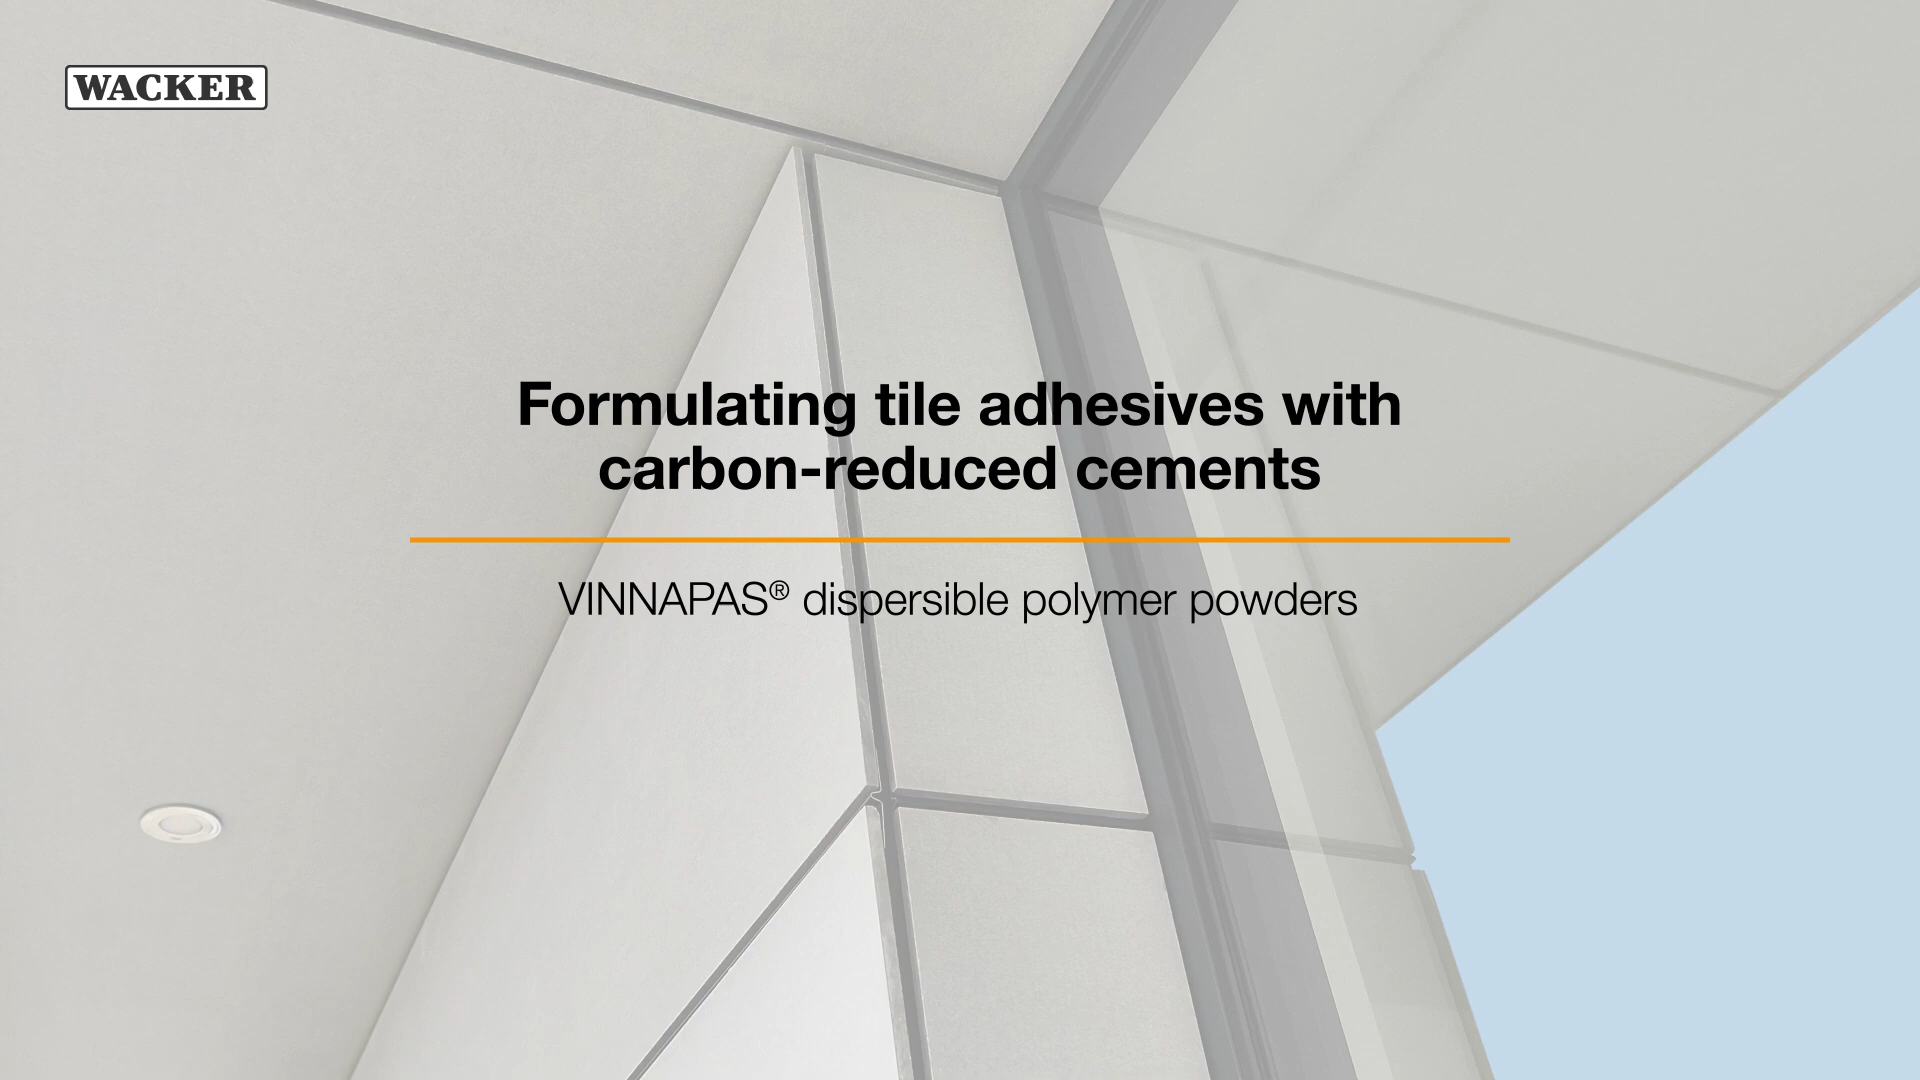 WACKER
Formulating tile adhesives with
carbon-reduced cements
VINNAPAS® dispersible polymer powders